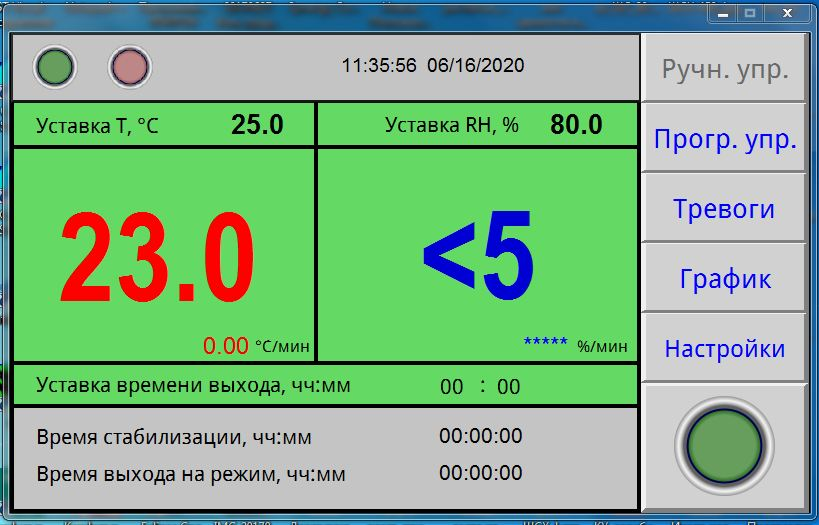 11:35:56 06/16/2020
Ручн. упр.
Уставка T, °C 25.0
Уставка RH, % 80.0
Прогр. упр.
23.0
<5
Тревоги
График
0.00 °C/мин
***** %/мин
Настройки
Уставка времени выхода, чч:мм 00 : 00
Время стабилизации, чч:мм 00:00:00
Время выхода на режим, чч:мм 00:00:00